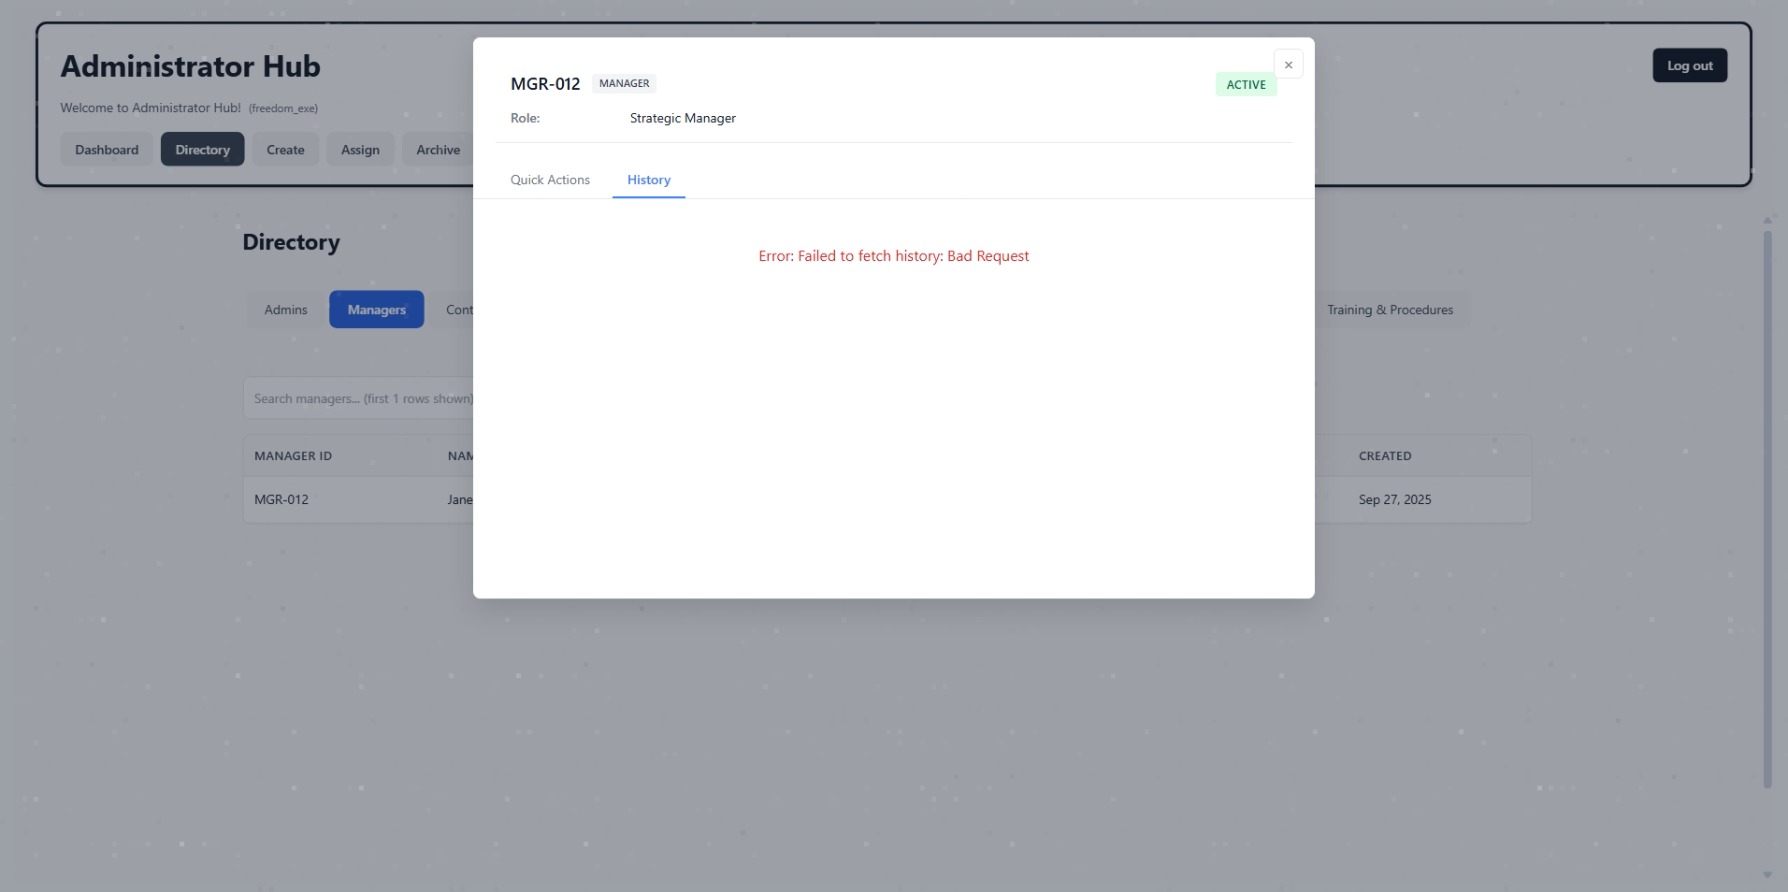 Administrator Hub
Welcome to Administrator Hub! (freedom_exe)
Log out
Dashboard Directory Create Assign Archive
MGR-012 MANAGER
ACTIVE
×
Role: Strategic Manager
Quick Actions History
Error: Failed to fetch history: Bad Request
Directory
Admins Managers Cont Training & Procedures
Search managers... (first 1 rows shown)
MANAGER ID NAM CREATED
MGR-012 Jane Sep 27, 2025